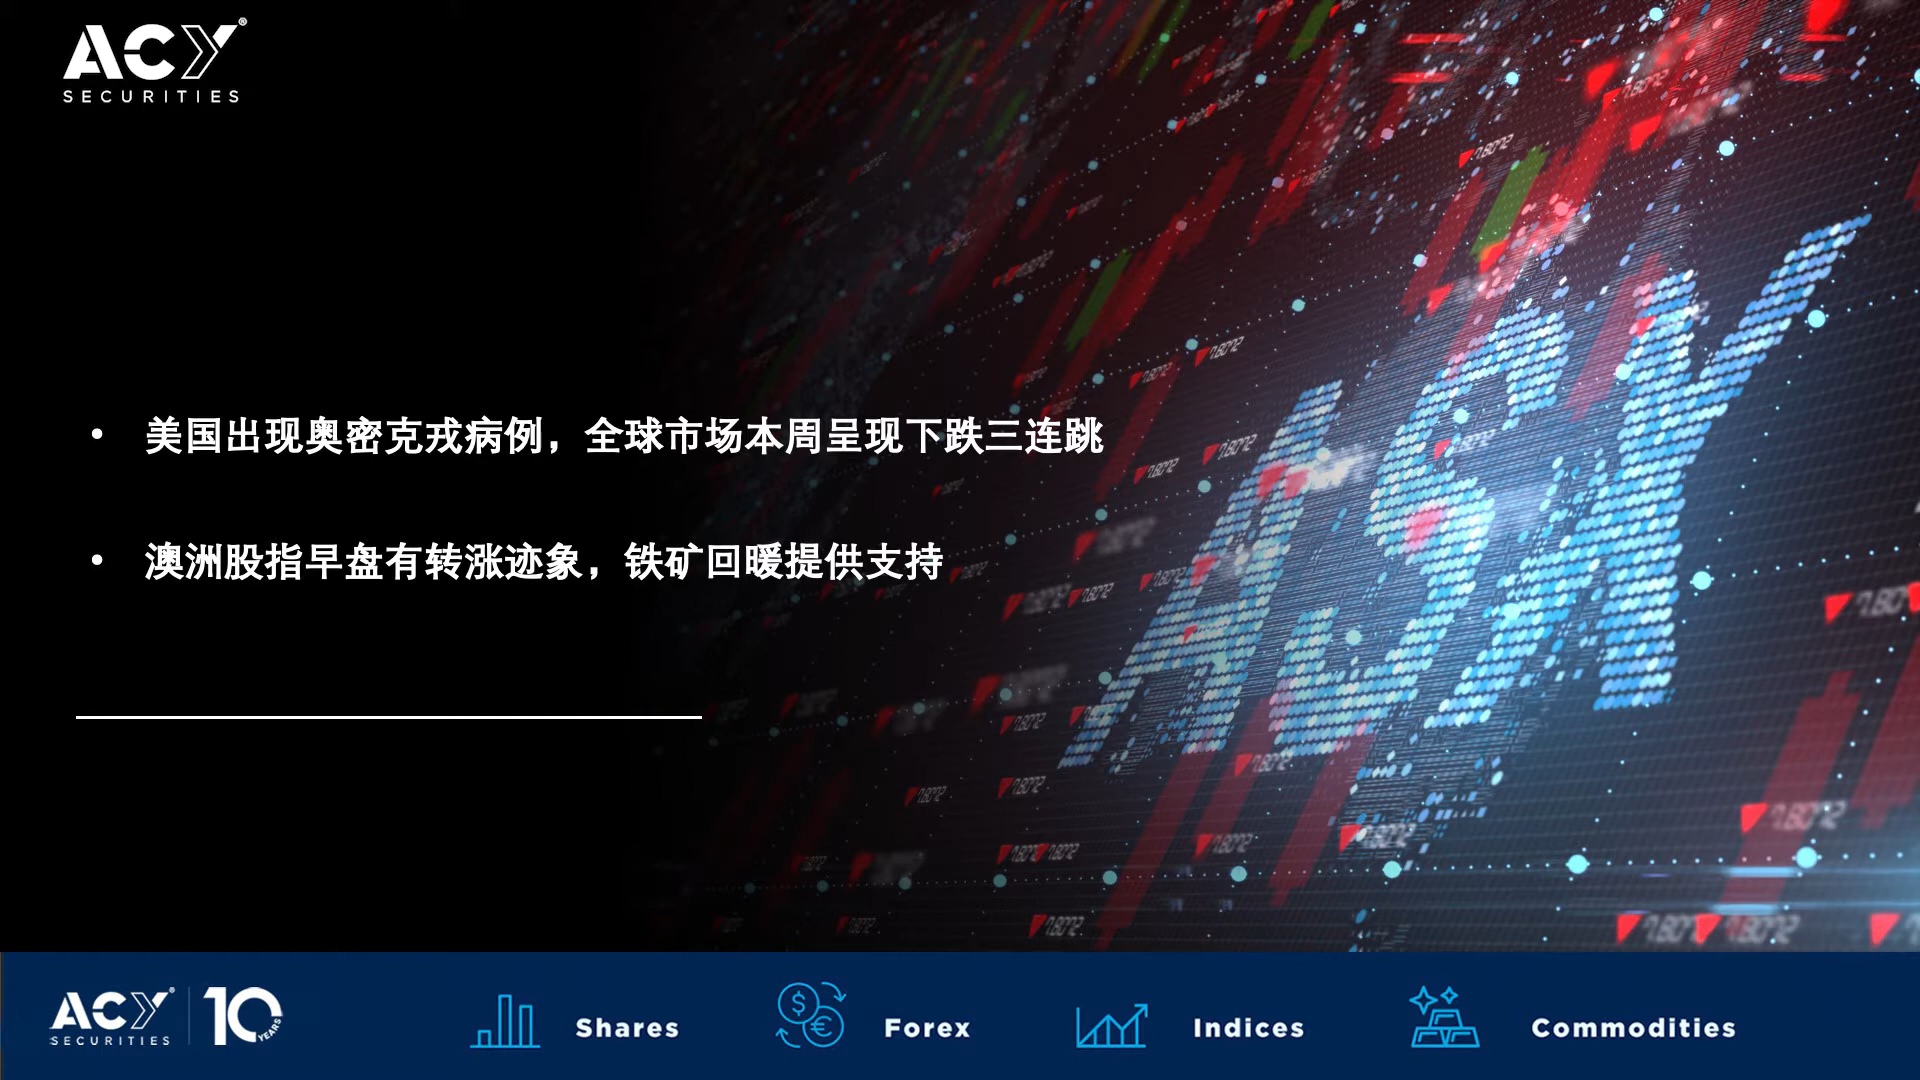 ACY®
SECURITIES
• 美国出现奥密克戎病例，全球市场本周呈现下跌三连跳
• 澳洲股指早盘有转涨迹象，铁矿回暖提供支持
ACY® 10 YEARS
SECURITIES
Shares
Forex
Indices
Commodities